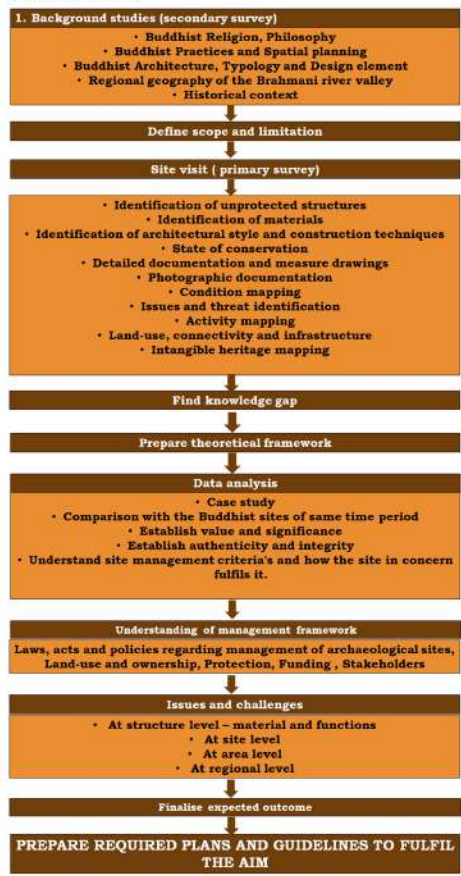 1. Background studies (secondary survey)
• Buddhist Religion, Philosophy
• Buddhist Practices and Spatial planning
• Buddhist Architecture, Typology and Design element
• Regional geography of the Brahmani river valley
• Historical context
Define scope and limitation
Site visit ( primary survey)
• Identification of unprotected structures
• Identification of materials
• Identification of architectural style and construction techniques
• State of conservation
• Detailed documentation and measure drawings
• Photographic documentation
• Condition mapping
• Issues and threat identification
• Activity mapping
• Land-use, connectivity and infrastructure
• Intangible heritage mapping
Find knowledge gap
Prepare theoretical framework
Data analysis
• Case study
• Comparison with the Buddhist sites of same time period
• Establish value and significance
• Establish authenticity and integrity
• Understand site management criteria's and how the site in concern
fulfils it.
Understanding of management framework
Laws, acts and policies regarding management of archaeological sites,
Land-use and ownership, Protection, Funding , Stakeholders
Issues and challenges
• At structure level – material and functions
• At site level
• At area level
• At regional level
Finalise expected outcome
PREPARE REQUIRED PLANS AND GUIDELINES TO FULFIL
THE AIM